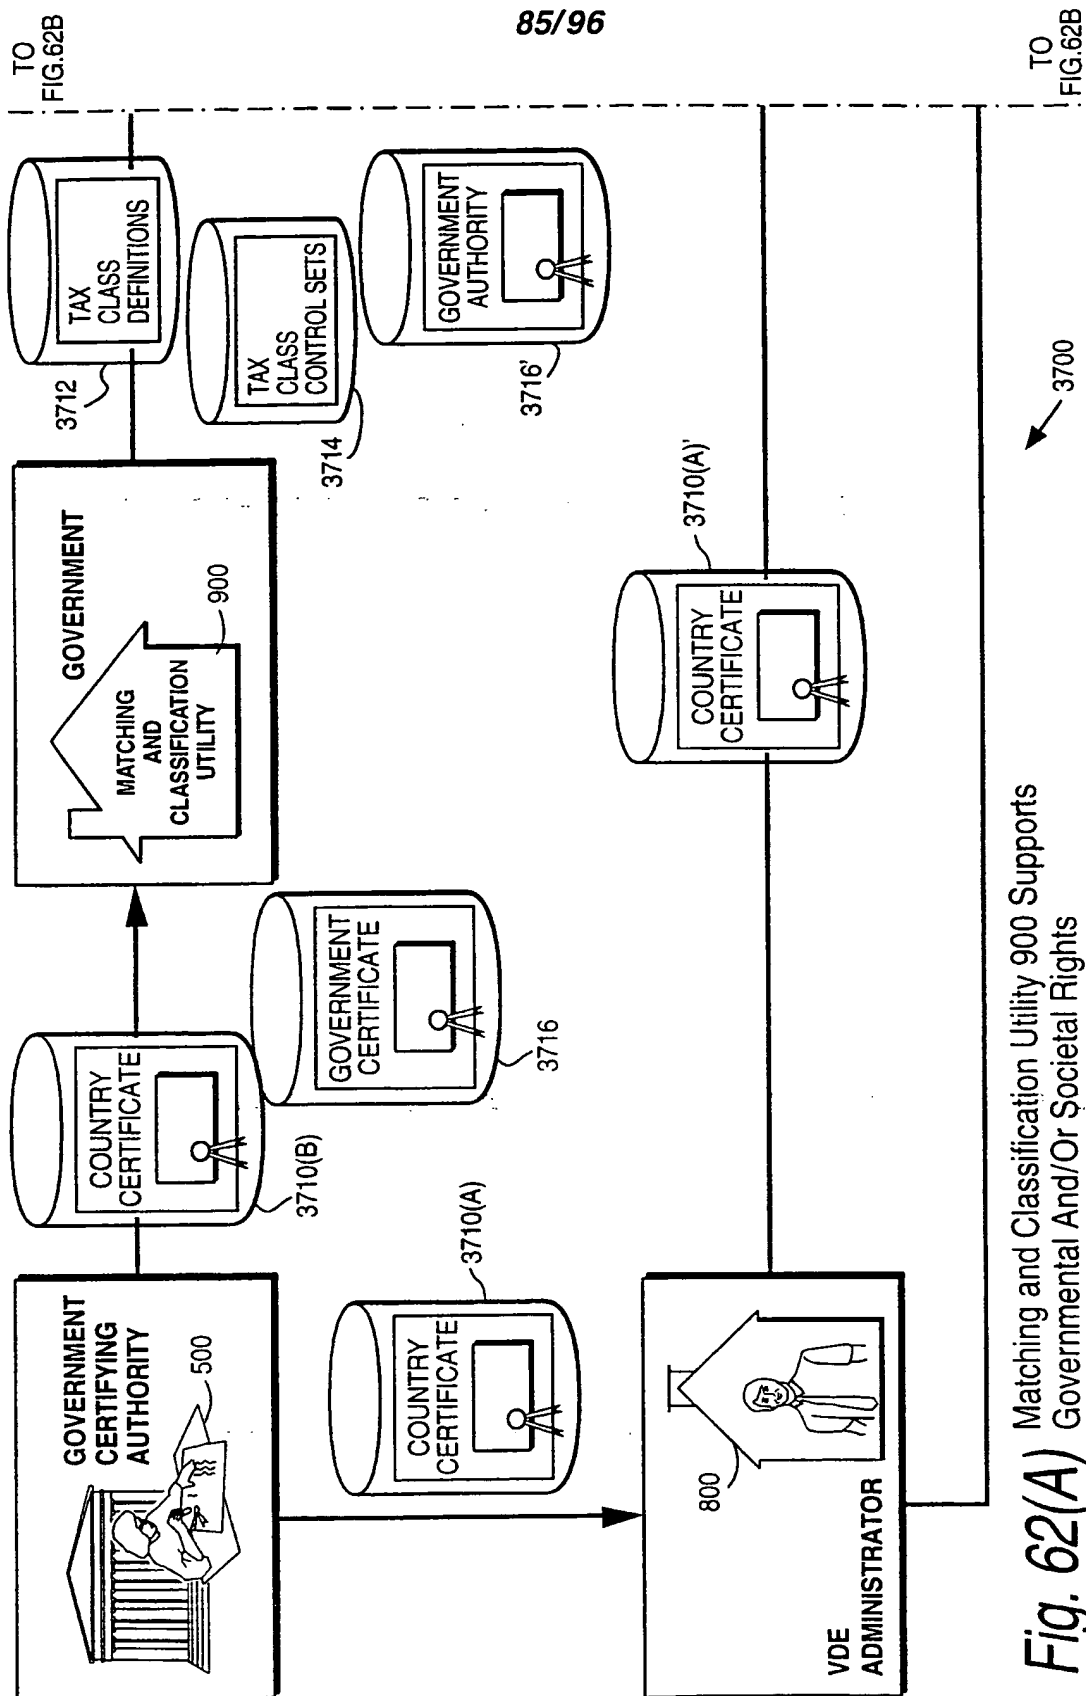 85/96
TO
FIG.62B
GOVERNMENT
CERTIFYING
AUTHORITY
500
COUNTRY
CERTIFICATE
3710(B)
GOVERNMENT
CERTIFICATE
3716
GOVERNMENT
MATCHING
AND
CLASSIFICATION
UTILITY
900
TAX
CLASS
DEFINITIONS
3712
TAX
CLASS
CONTROL SETS
3714
GOVERNMENT
AUTHORITY
3716'
COUNTRY
CERTIFICATE
3710(A)
COUNTRY
CERTIFICATE
3710(A)'
800
VDE
ADMINISTRATOR
3700
TO
FIG.62B
Fig. 62(A) Matching and Classification Utility 900 Supports
Governmental And/Or Societal Rights